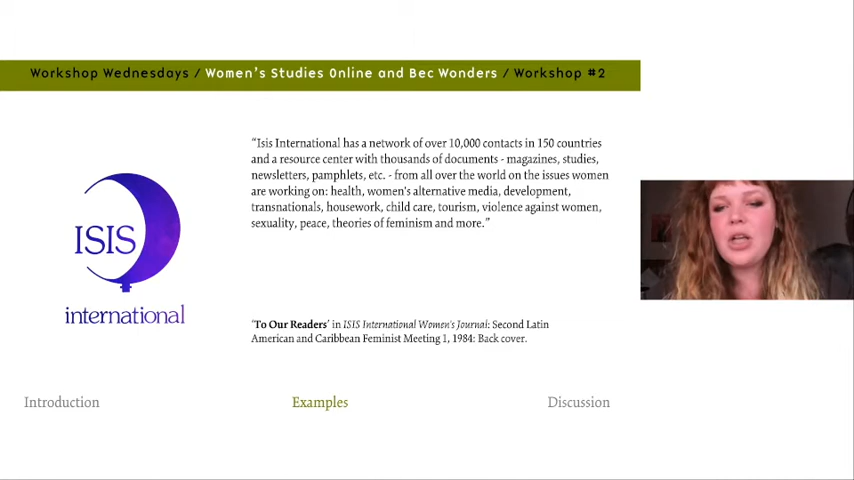 Workshop Wednesdays / Women's Studies Online and Bec Wonders / Workshop #2
"Isis International has a network of over 10,000 contacts in 150 countries
and a resource center with thousands of documents - magazines, studies,
newsletters, pamphlets, etc. - from all over the world on the issues women
are working on: health, women's alternative media, development,
transnationals, housework, child care, tourism, violence against women,
sexuality, peace, theories of feminism and more."
ISIS
international
'To Our Readers' in ISIS International Women's Journal: Second Latin
American and Caribbean Feminist Meeting 1, 1984: Back cover.
Introduction
Examples
Discussion